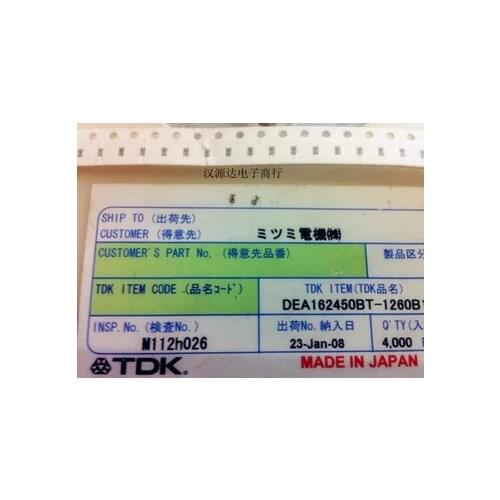 汉源达电子商行
SHIP TO (出荷先)
CUSTOMER (得意先) ミツミ電機㈱
CUSTOMER'S PART No. (得意先品番) 製品区分
TDK ITEM CODE (品名ｺｰﾄﾞ) TDK ITEM(TDK品名)
DEA162450BT-1260B1
INSP.No.(検査No.) 出荷No.納入日 Q'TY(入
M112h026 23-Jan-08 4,000
TDK. MADE IN JAPAN